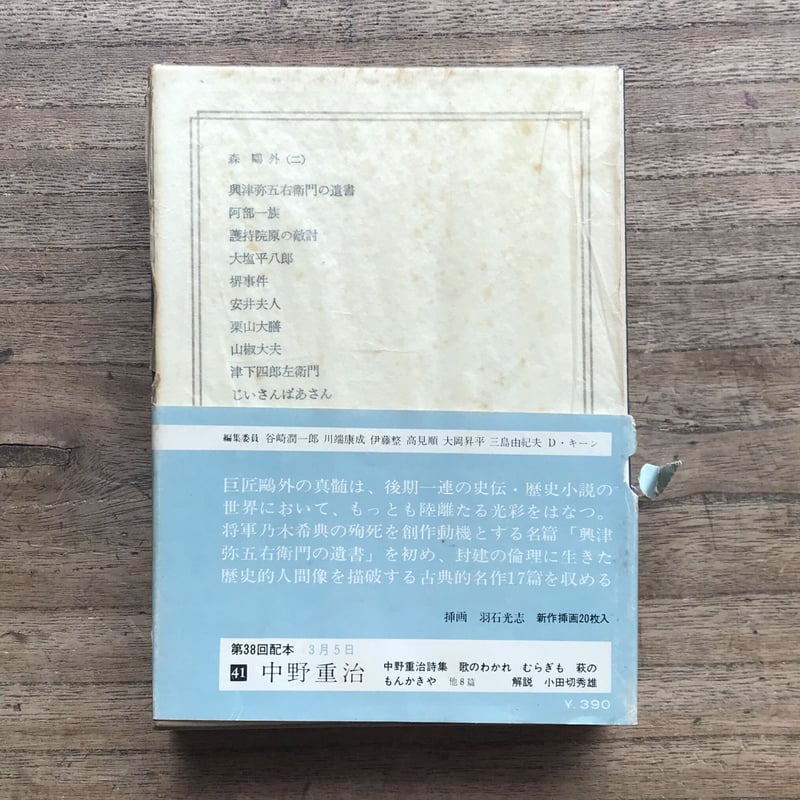 森 鷗外(二)
興津弥五右衛門の遺書
阿部一族
護持院原の敵討
大塩平八郎
堺事件
安井夫人
栗山大膳
山椒大夫
津下四郎左衛門
じいさんばあさん
編集委員 谷崎潤一郎 川端康成 伊藤整 高見順 大岡昇平 三島由紀夫 D・キーン
巨匠鷗外の真髄は、後期一連の史伝・歴史小説の
世界において、もっとも陸離たる光彩をはなつ。
将軍乃木希典の殉死を創作動機とする名篇「興津
弥五右衛門の遺書」を初め、封建の倫理に生きた
歴史的人間像を描破する古典的名作17篇を収める
挿画 羽石光志 新作挿画20枚入
第38回配本 3月5日
41 中野重治 中野重治詩集 歌のわかれ むらぎも 萩の
もんかきや 他8篇 解説 小田切秀雄
¥.390